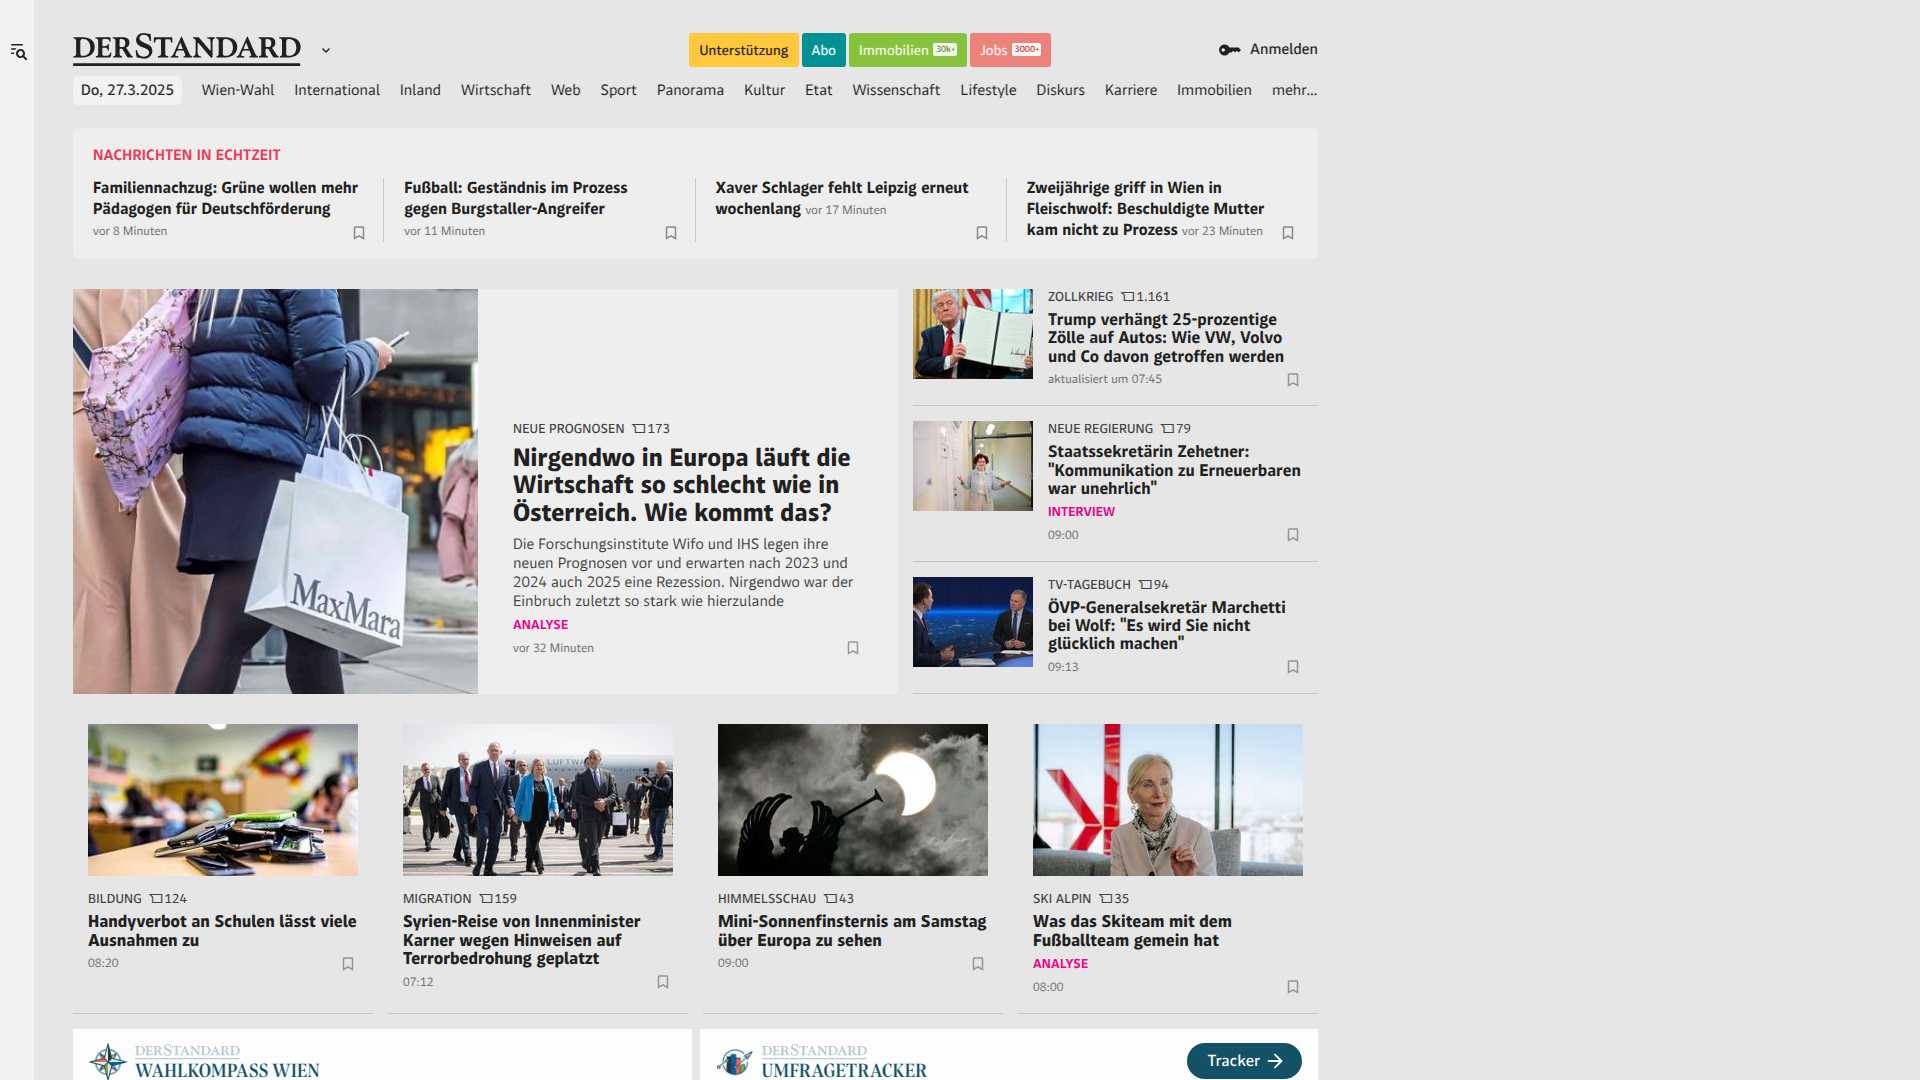 DERSTANDARD
Unterstützung
Abo
Immobilien 30k+
Jobs 3000+
Anmelden
Do, 27.3.2025
Wien-Wahl
International
Inland
Wirtschaft
Web
Sport
Panorama
Kultur
Etat
Wissenschaft
Lifestyle
Diskurs
Karriere
Immobilien
mehr...
NACHRICHTEN IN ECHTZEIT
Familiennachzug: Grüne wollen mehr
Pädagogen für Deutschförderung
vor 8 Minuten
Fußball: Geständnis im Prozess
gegen Burgstaller-Angreifer
vor 11 Minuten
Xaver Schlager fehlt Leipzig erneut
wochenlang vor 17 Minuten
Zweijährige griff in Wien in
Fleischwolf: Beschuldigte Mutter
kam nicht zu Prozess vor 23 Minuten
MaxMara
NEUE PROGNOSEN 173
Nirgendwo in Europa läuft die
Wirtschaft so schlecht wie in
Österreich. Wie kommt das?
Die Forschungsinstitute Wifo und IHS legen ihre
neuen Prognosen vor und erwarten nach 2023 und
2024 auch 2025 eine Rezession. Nirgendwo war der
Einbruch zuletzt so stark wie hierzulande
ANALYSE
vor 32 Minuten
ZOLLKRIEG 1.161
Trump verhängt 25-prozentige
Zölle auf Autos: Wie VW, Volvo
und Co davon getroffen werden
aktualisiert um 07:45
NEUE REGIERUNG 79
Staatssekretärin Zehetner:
"Kommunikation zu Erneuerbaren
war unehrlich"
INTERVIEW
09:00
TV-TAGEBUCH 94
ÖVP-Generalsekretär Marchetti
bei Wolf: "Es wird Sie nicht
glücklich machen"
09:13
BILDUNG 124
Handyverbot an Schulen lässt viele
Ausnahmen zu
08:20
LUFTWA
MIGRATION 159
Syrien-Reise von Innenminister
Karner wegen Hinweisen auf
Terrorbedrohung geplatzt
07:12
HIMMELSSCHAU 43
Mini-Sonnenfinsternis am Samstag
über Europa zu sehen
09:00
SKI ALPIN 35
Was das Skiteam mit dem
Fußballteam gemein hat
ANALYSE
08:00
DERSTANDARD
WAHLKOMPASS WIEN
DERSTANDARD
UMFRAGETRACKER
Tracker